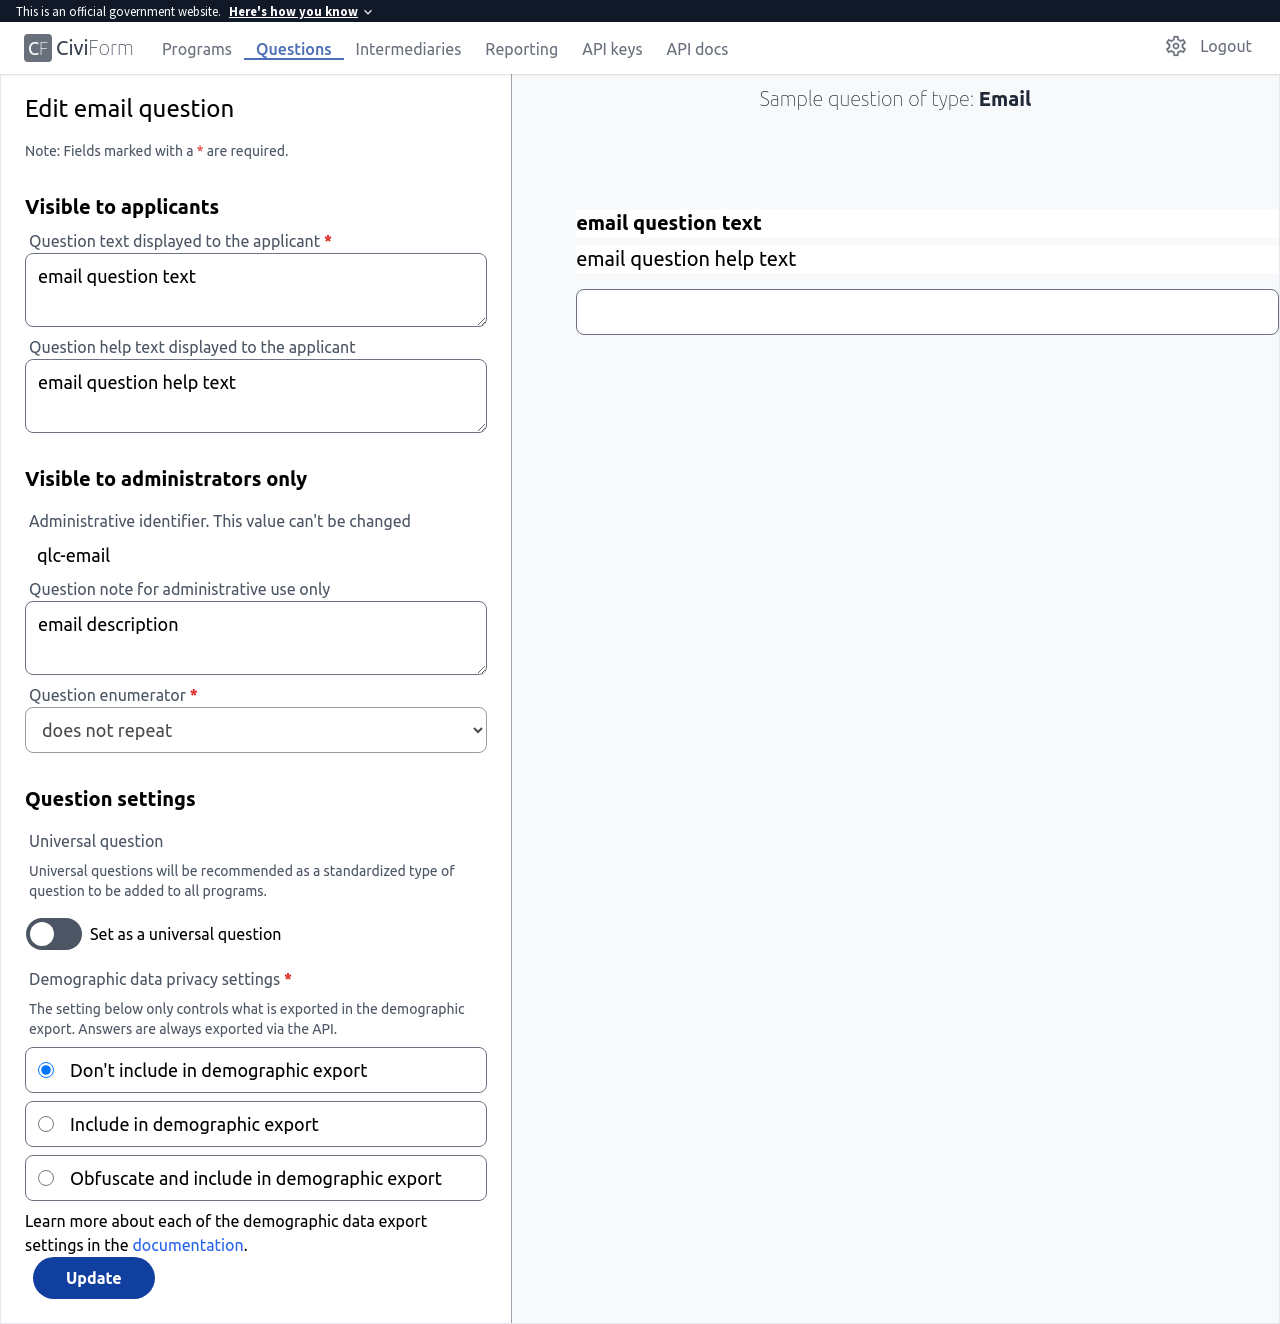 This is an official government website. Here's how you know
CF CiviForm Programs Questions Intermediaries Reporting API keys API docs Logout
Edit email question
Note: Fields marked with a * are required.
Visible to applicants
Question text displayed to the applicant *
email question text
Question help text displayed to the applicant
email question help text
Visible to administrators only
Administrative identifier. This value can't be changed
qlc-email
Question note for administrative use only
email description
Question enumerator *
does not repeat
Question settings
Universal question
Universal questions will be recommended as a standardized type of
question to be added to all programs.
Set as a universal question
Demographic data privacy settings *
The setting below only controls what is exported in the demographic
export. Answers are always exported via the API.
Don't include in demographic export
Include in demographic export
Obfuscate and include in demographic export
Learn more about each of the demographic data export
settings in the documentation.
Update
Sample question of type: Email
email question text
email question help text